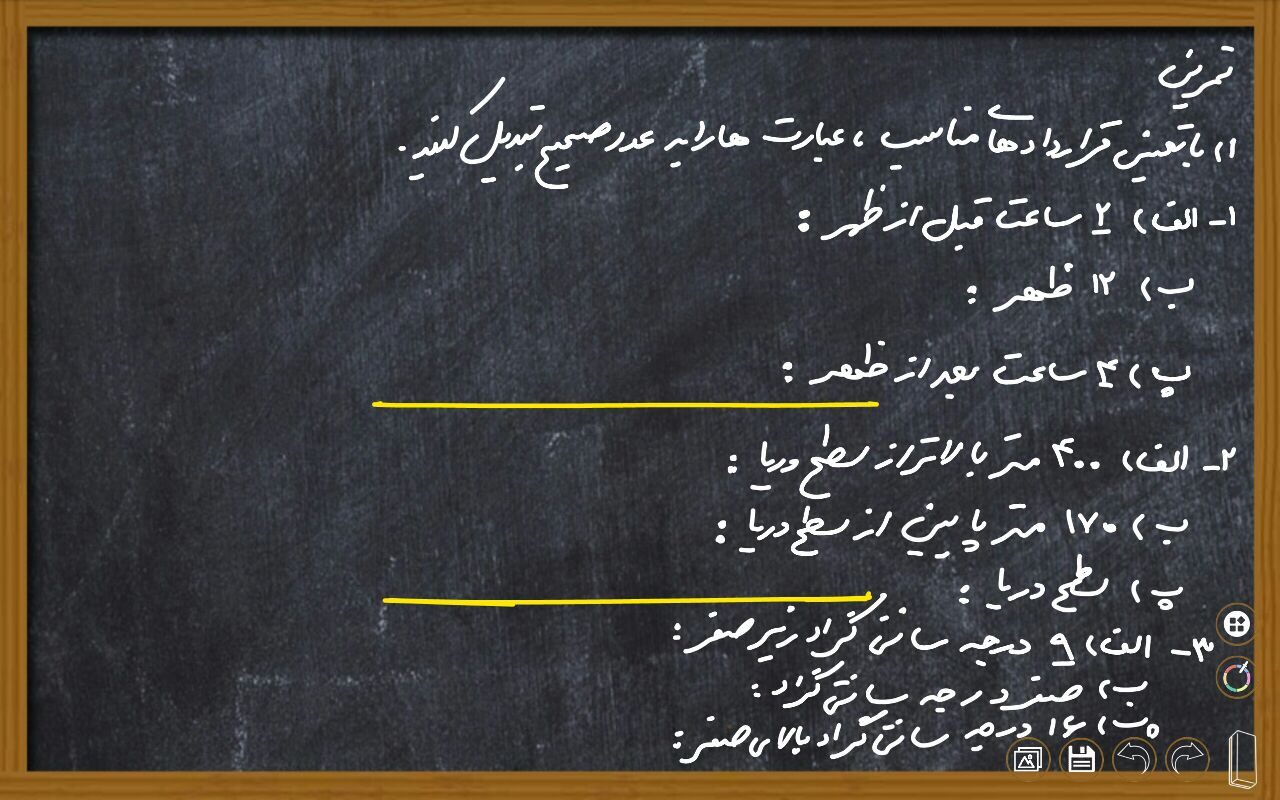 تمرین
۱) با تعیین قراردادهای مناسب ، عبارت ها را به عدد صحیح تبدیل کنید .
۱- الف) ۲ ساعت قبل از ظهر :
ب) ۱۲ ظهر :
پ) ۴ ساعت بعد از ظهر :
۲- الف) ۴۰۰ متر بالاتر از سطح دریا :
ب) ۱۷۰ متر پایین از سطح دریا :
پ) سطح دریا :
۳- الف) ۹ درجه سانتی گراد زیر صفر :
ب) صفر درجه سانتی گراد :
پ) ۱۶ درجه سانتی گراد بالای صفر :